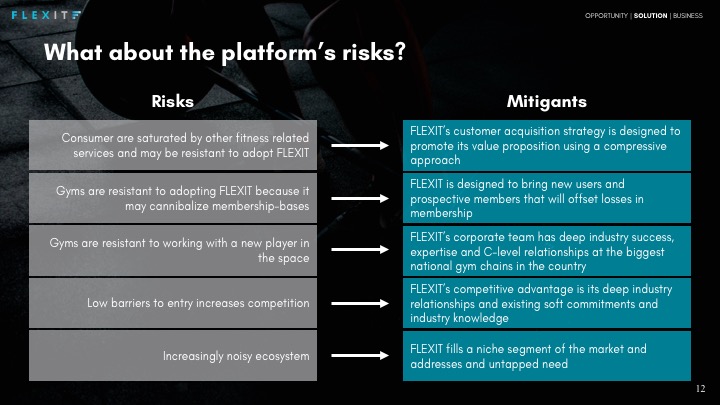 FLEXIT
OPPORTUNITY | SOLUTION | BUSINESS
What about the platform's risks?
Risks
Mitigants
Consumer are saturated by other fitness related
services and may be resistant to adopt FLEXIT
FLEXIT's customer acquisition strategy is designed to
promote its value proposition using a compressive
approach
Gyms are resistant to adopting FLEXIT because it
may cannibalize membership-bases
FLEXIT is designed to bring new users and
prospective members that will offset losses in
membership
Gyms are resistant to working with a new player in
the space
FLEXIT's corporate team has deep industry success,
expertise and C-level relationships at the biggest
national gym chains in the country
Low barriers to entry increases competition
FLEXIT's competitive advantage is its deep industry
relationships and existing soft commitments and
industry knowledge
Increasingly noisy ecosystem
FLEXIT fills a niche segment of the market and
addresses and untapped need
12